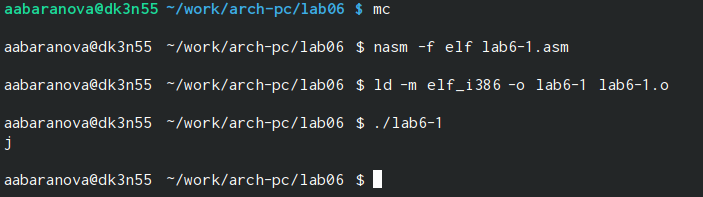 aabaranova@dk3n55 ~/work/arch-pc/lab06 $ mc
aabaranova@dk3n55 ~/work/arch-pc/lab06 $ nasm -f elf lab6-1.asm
aabaranova@dk3n55 ~/work/arch-pc/lab06 $ ld -m elf_i386 -o lab6-1 lab6-1.o
aabaranova@dk3n55 ~/work/arch-pc/lab06 $ ./lab6-1
j
aabaranova@dk3n55 ~/work/arch-pc/lab06 $